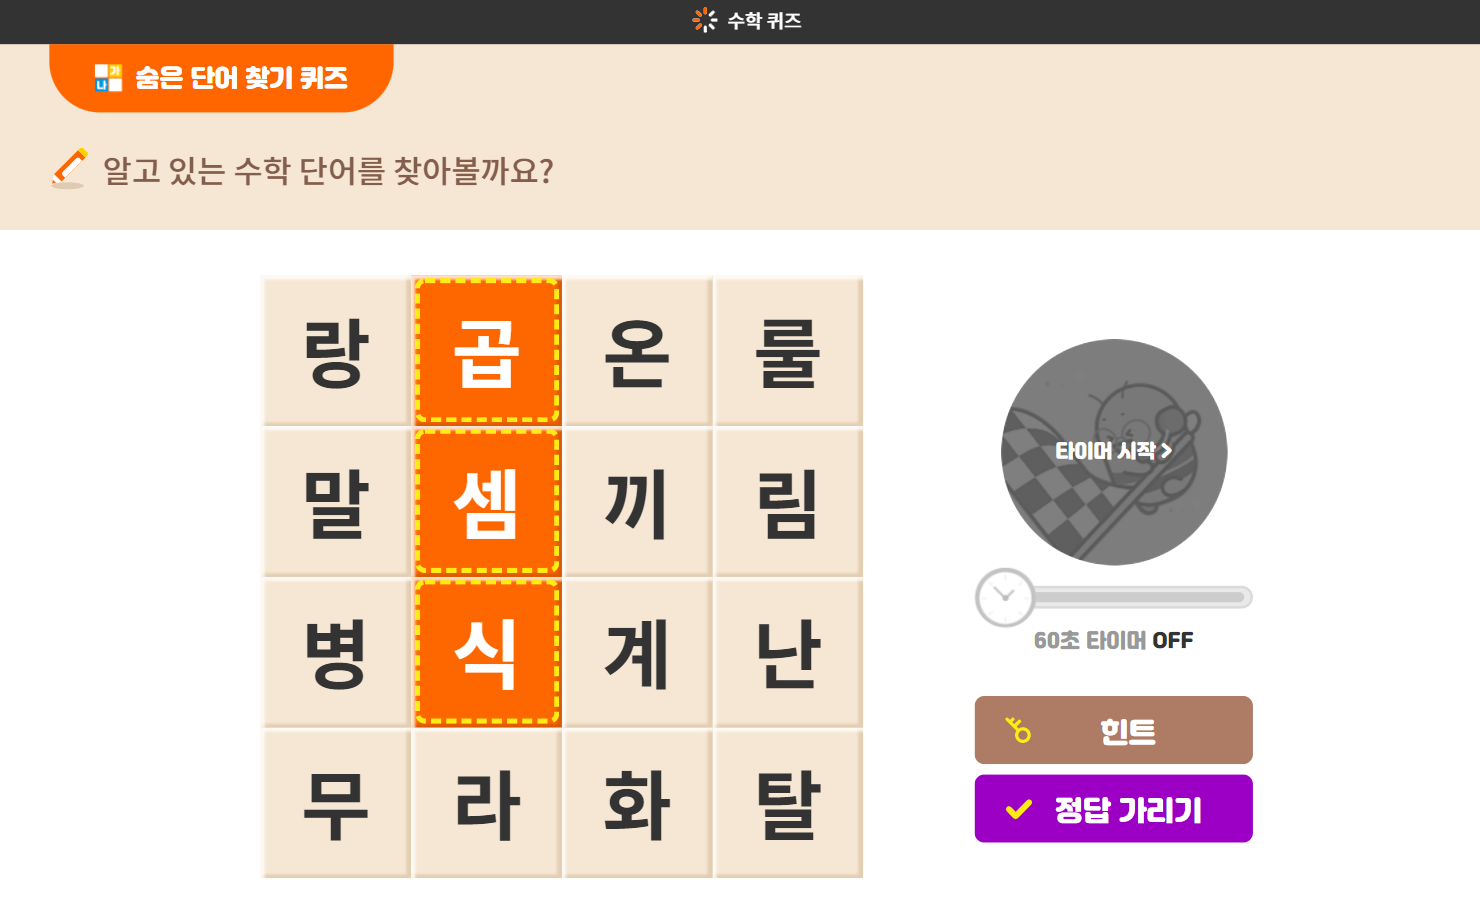 수학 퀴즈
가
나
숨은 단어 찾기 퀴즈
알고 있는 수학 단어를 찾아볼까요?
랑 곱 온 룰
말 셈 끼 림
병 식 계 난
무 라 화 탈
타이머 시작
60초 타이머 OFF
힌트
정답 가리기